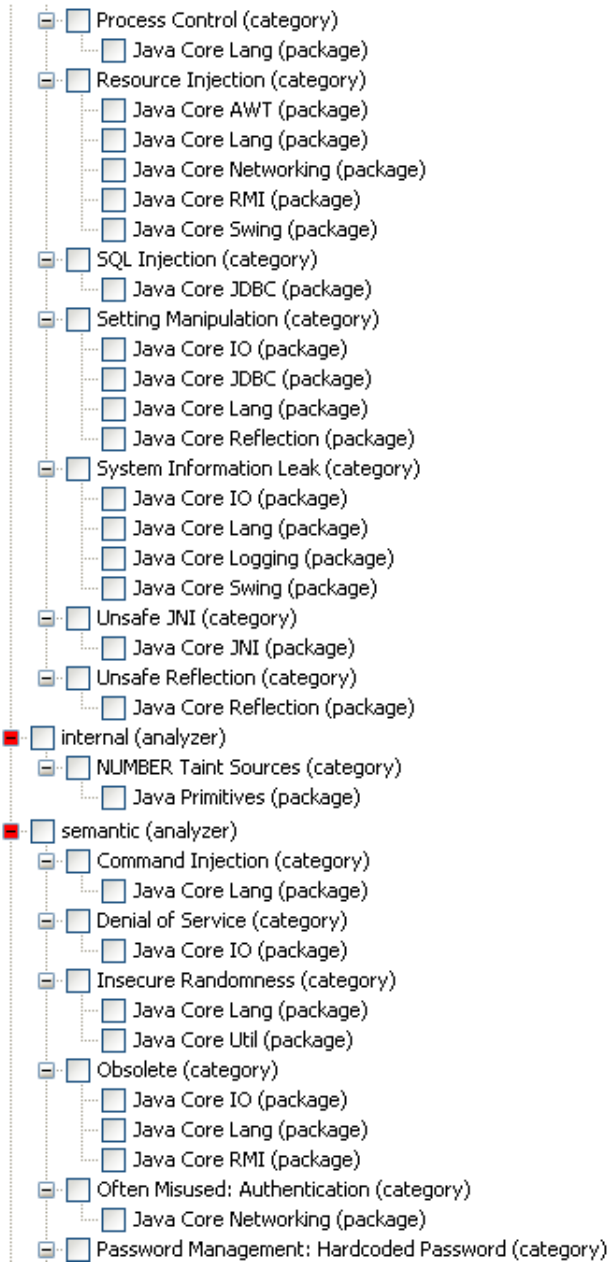 Process Control (category)
Java Core Lang (package)
Resource Injection (category)
Java Core AWT (package)
Java Core Lang (package)
Java Core Networking (package)
Java Core RMI (package)
Java Core Swing (package)
SQL Injection (category)
Java Core JDBC (package)
Setting Manipulation (category)
Java Core IO (package)
Java Core JDBC (package)
Java Core Lang (package)
Java Core Reflection (package)
System Information Leak (category)
Java Core IO (package)
Java Core Lang (package)
Java Core Logging (package)
Java Core Swing (package)
Unsafe JNI (category)
Java Core JNI (package)
Unsafe Reflection (category)
Java Core Reflection (package)
internal (analyzer)
NUMBER Taint Sources (category)
Java Primitives (package)
semantic (analyzer)
Command Injection (category)
Java Core Lang (package)
Denial of Service (category)
Java Core IO (package)
Insecure Randomness (category)
Java Core Lang (package)
Java Core Util (package)
Obsolete (category)
Java Core IO (package)
Java Core Lang (package)
Java Core RMI (package)
Often Misused: Authentication (category)
Java Core Networking (package)
Password Management: Hardcoded Password (category)